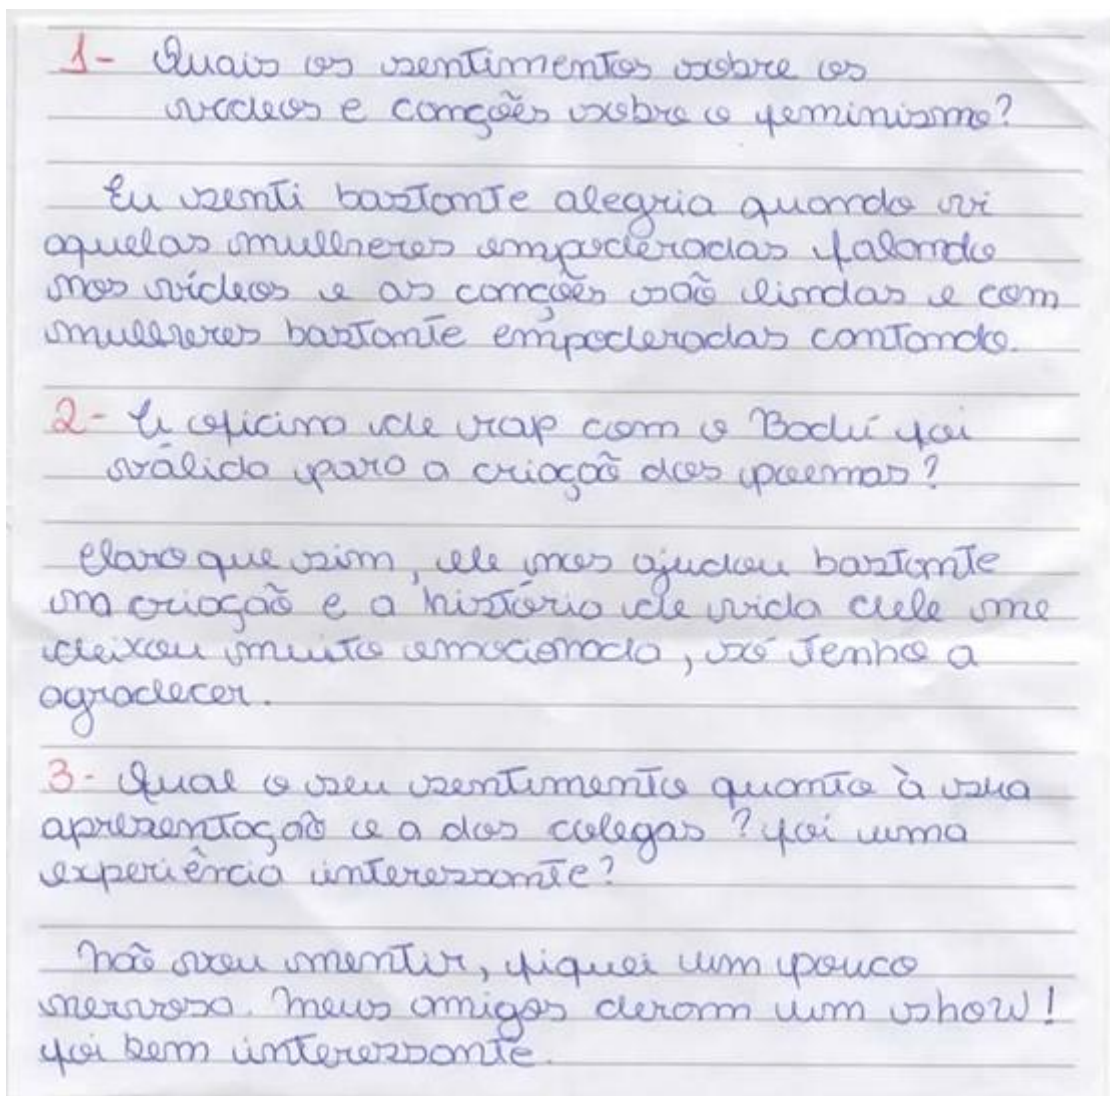 1- Quais os sentimentos sobre os
videos e canções sobre o feminismo?
Eu senti bastante alegria quando vi
aquelas mulheres empoderadas falando
nos vídeos e as canções são lindas e com
mulheres bastante empoderadas cantando.
2- A oficina de rap com o Badú foi
válida para a criação dos poemas?
Claro que sim, ele nos ajudou bastante
na criação e a história de vida dele me
deixou muito emocionada, só tenho a
agradecer.
3- Qual o seu sentimento quanto à sua
apresentação e a dos colegas? Foi uma
experiência interessante?
Não vou mentir, fiquei um pouco
nervosa. Meus amigos deram um show!
Foi bem interessante.